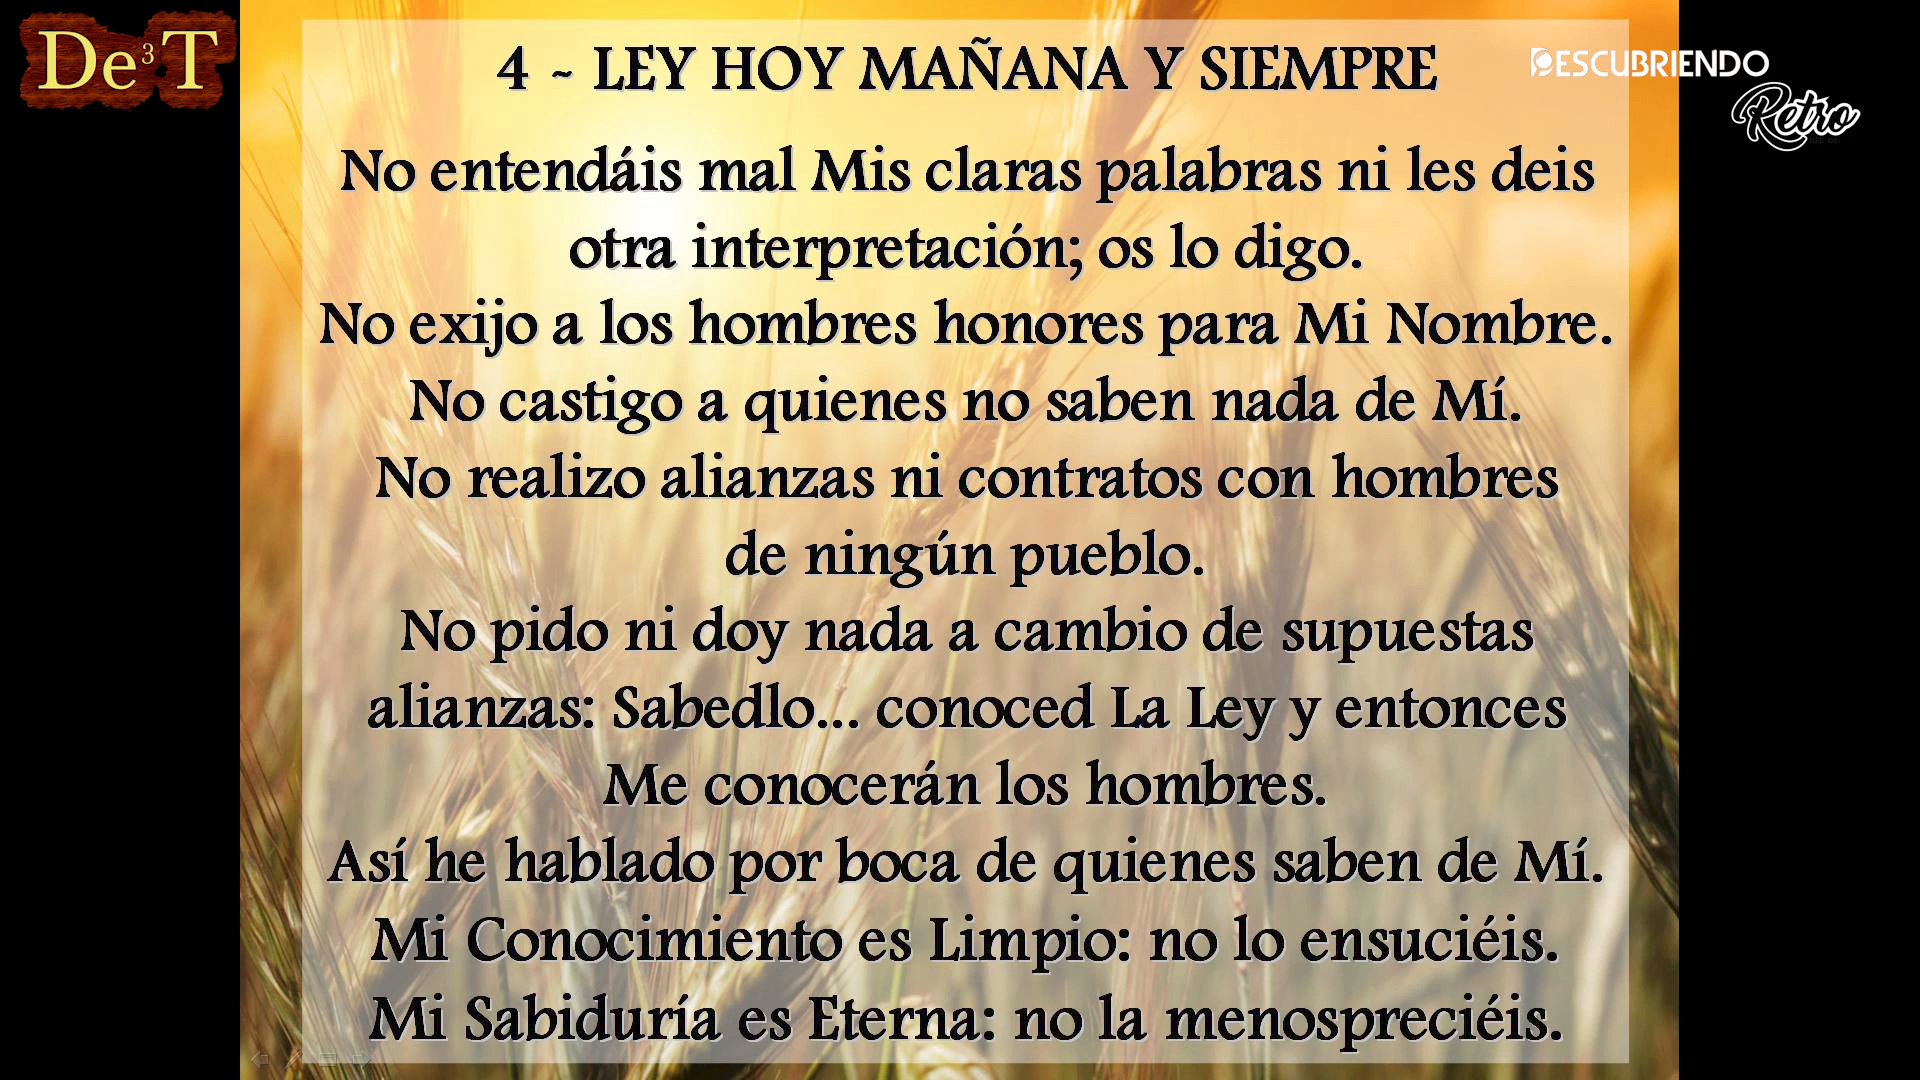 De³T
DESCUBRIENDO
Retro
4 - LEY HOY MAÑANA Y SIEMPRE
No entendáis mal Mis claras palabras ni les deis
otra interpretación; os lo digo.
No exijo a los hombres honores para Mi Nombre.
No castigo a quienes no saben nada de Mí.
No realizo alianzas ni contratos con hombres
de ningún pueblo.
No pido ni doy nada a cambio de supuestas
alianzas: Sabedlo... conoced La Ley y entonces
Me conocerán los hombres.
Así he hablado por boca de quienes saben de Mí.
Mi Conocimiento es Limpio: no lo ensuciéis.
Mi Sabiduría es Eterna: no la menospreciéis.